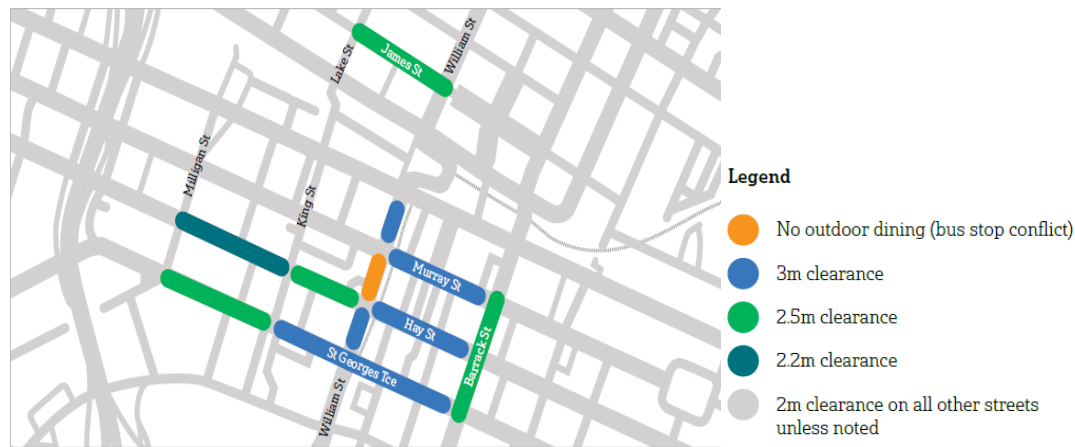 James St
William St
Lake St
Milligan St
King St
Murray St
Hay St
Barrack St
St Georges Tce
William St
Legend
No outdoor dining (bus stop conflict)
3m clearance
2.5m clearance
2.2m clearance
2m clearance on all other streets
unless noted